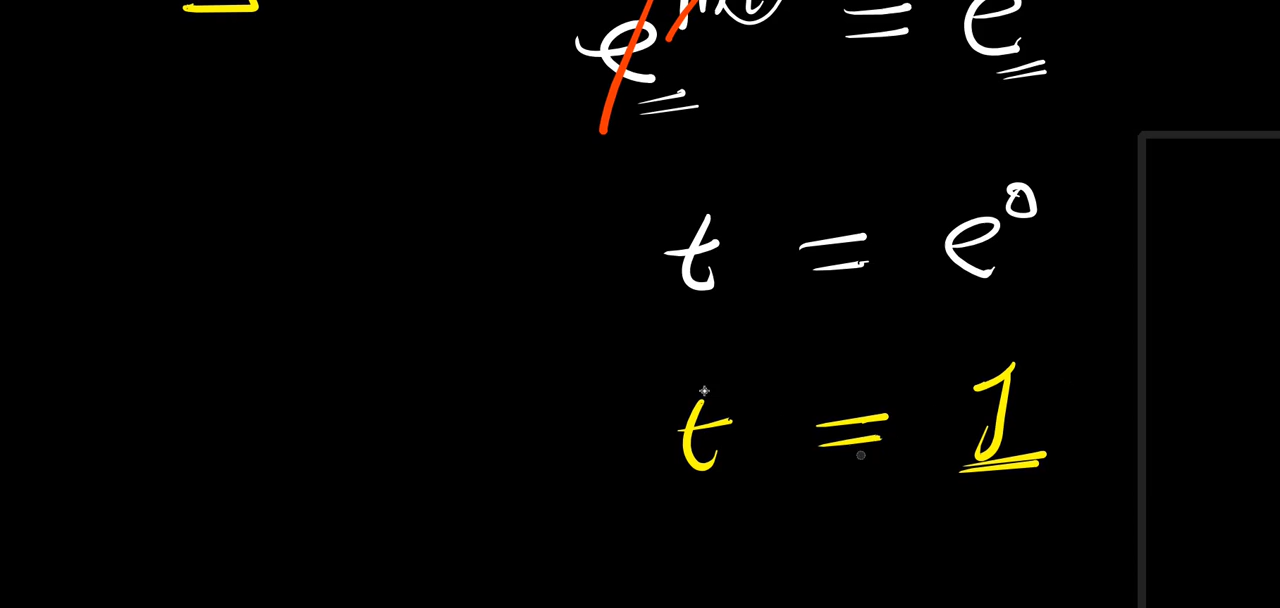 e = e
t = e⁰
t = 1